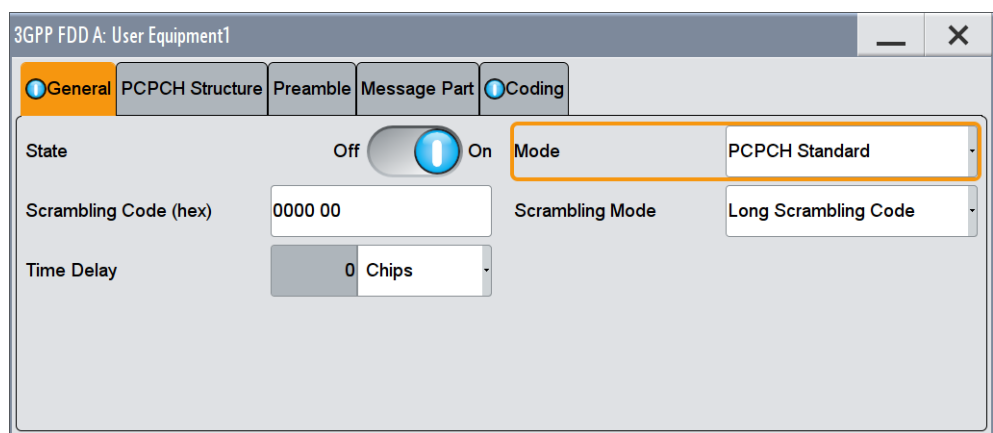 3GPP FDD A: User Equipment1
General PCPCH Structure Preamble Message Part Coding
State Off On Mode PCPCH Standard
Scrambling Code (hex) 0000 00 Scrambling Mode Long Scrambling Code
Time Delay 0 Chips